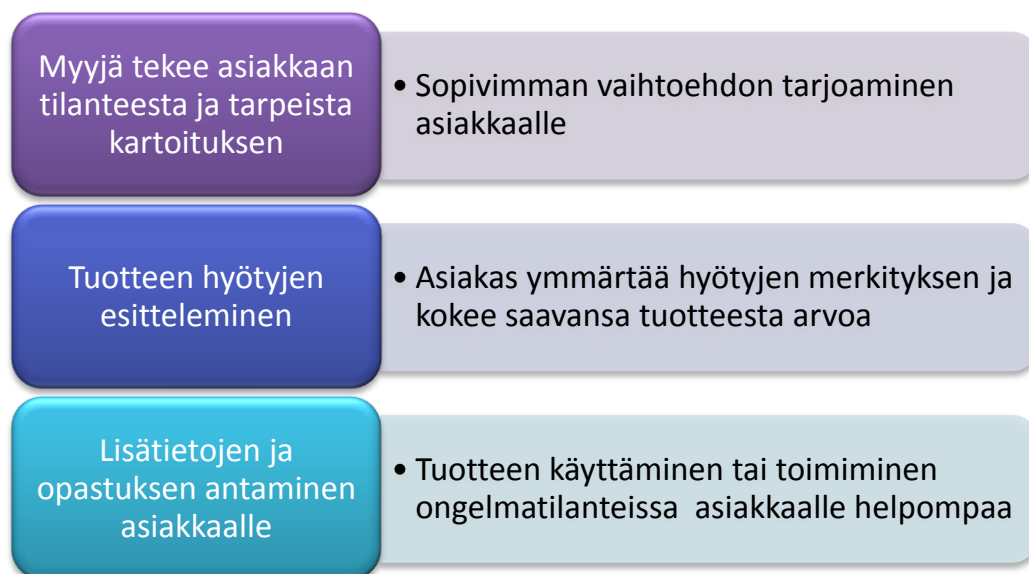 Myyjä tekee asiakkaan
tilanteesta ja tarpeista
kartoituksen
• Sopivimman vaihtoehdon tarjoaminen
asiakkaalle
Tuotteen hyötyjen
esitteleminen
• Asiakas ymmärtää hyötyjen merkityksen ja
kokee saavansa tuotteesta arvoa
Lisätietojen ja
opastuksen antaminen
asiakkaalle
• Tuotteen käyttäminen tai toimiminen
ongelmatilanteissa asiakkaalle helpompaa